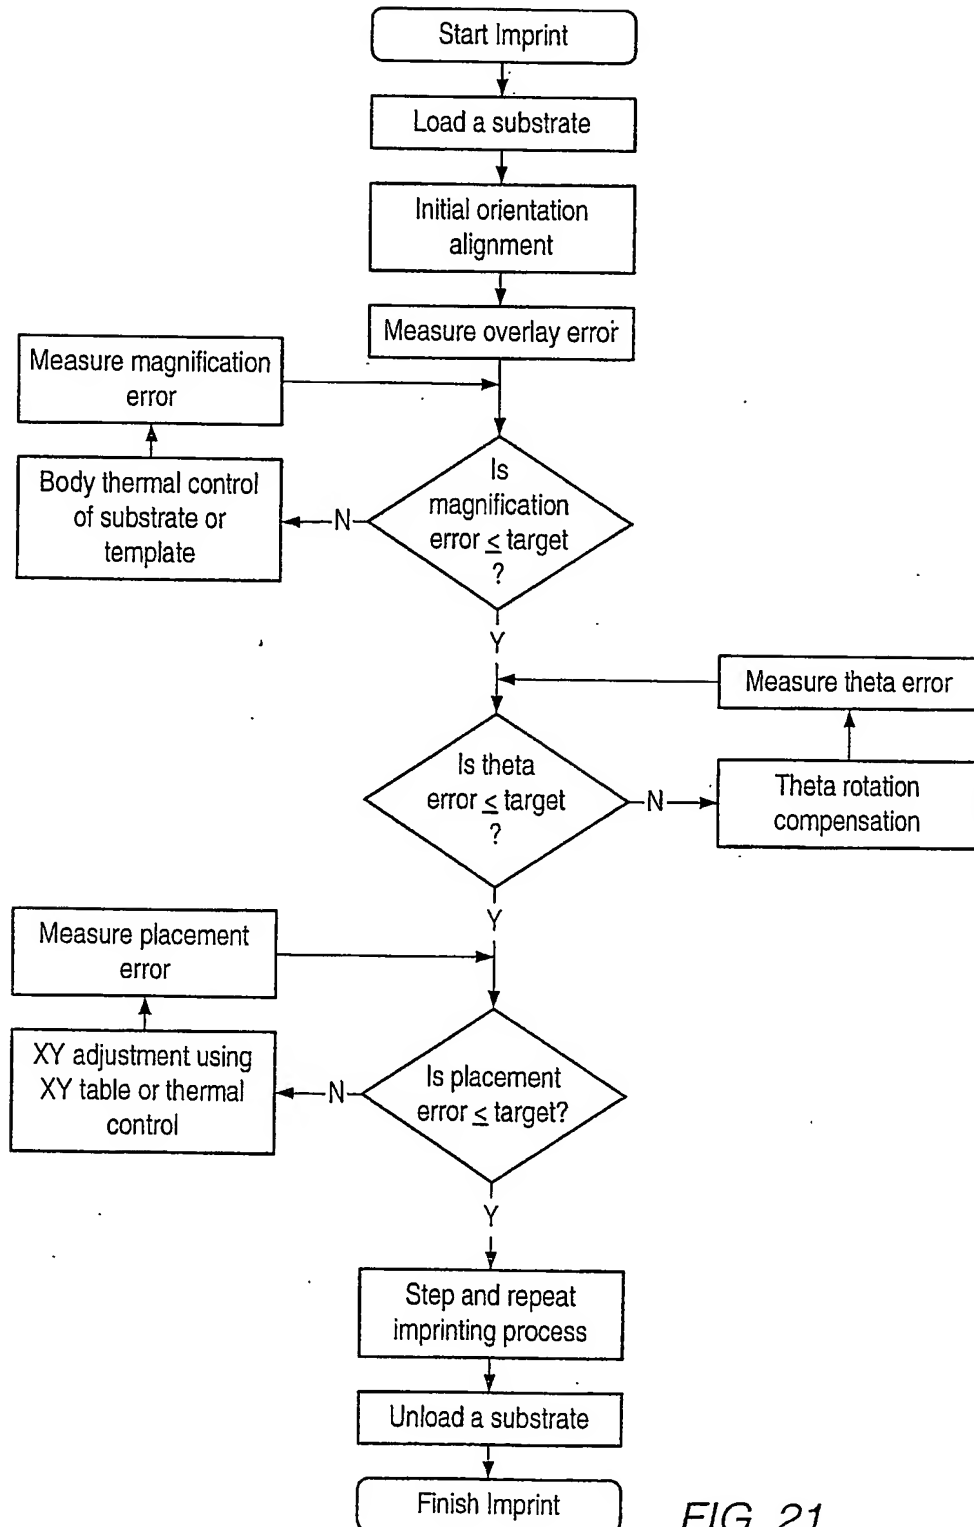 Start Imprint
Load a substrate
Initial orientation
alignment
Measure overlay error
Measure magnification
error
Body thermal control
of substrate or
template
N
Is
magnification
error ≤ target
?
Y
Measure theta error
Is theta
error ≤ target
?
N
Theta rotation
compensation
Y
Measure placement
error
XY adjustment using
XY table or thermal
control
N
Is placement
error ≤ target?
Y
Step and repeat
imprinting process
Unload a substrate
Finish Imprint
FIG. 21